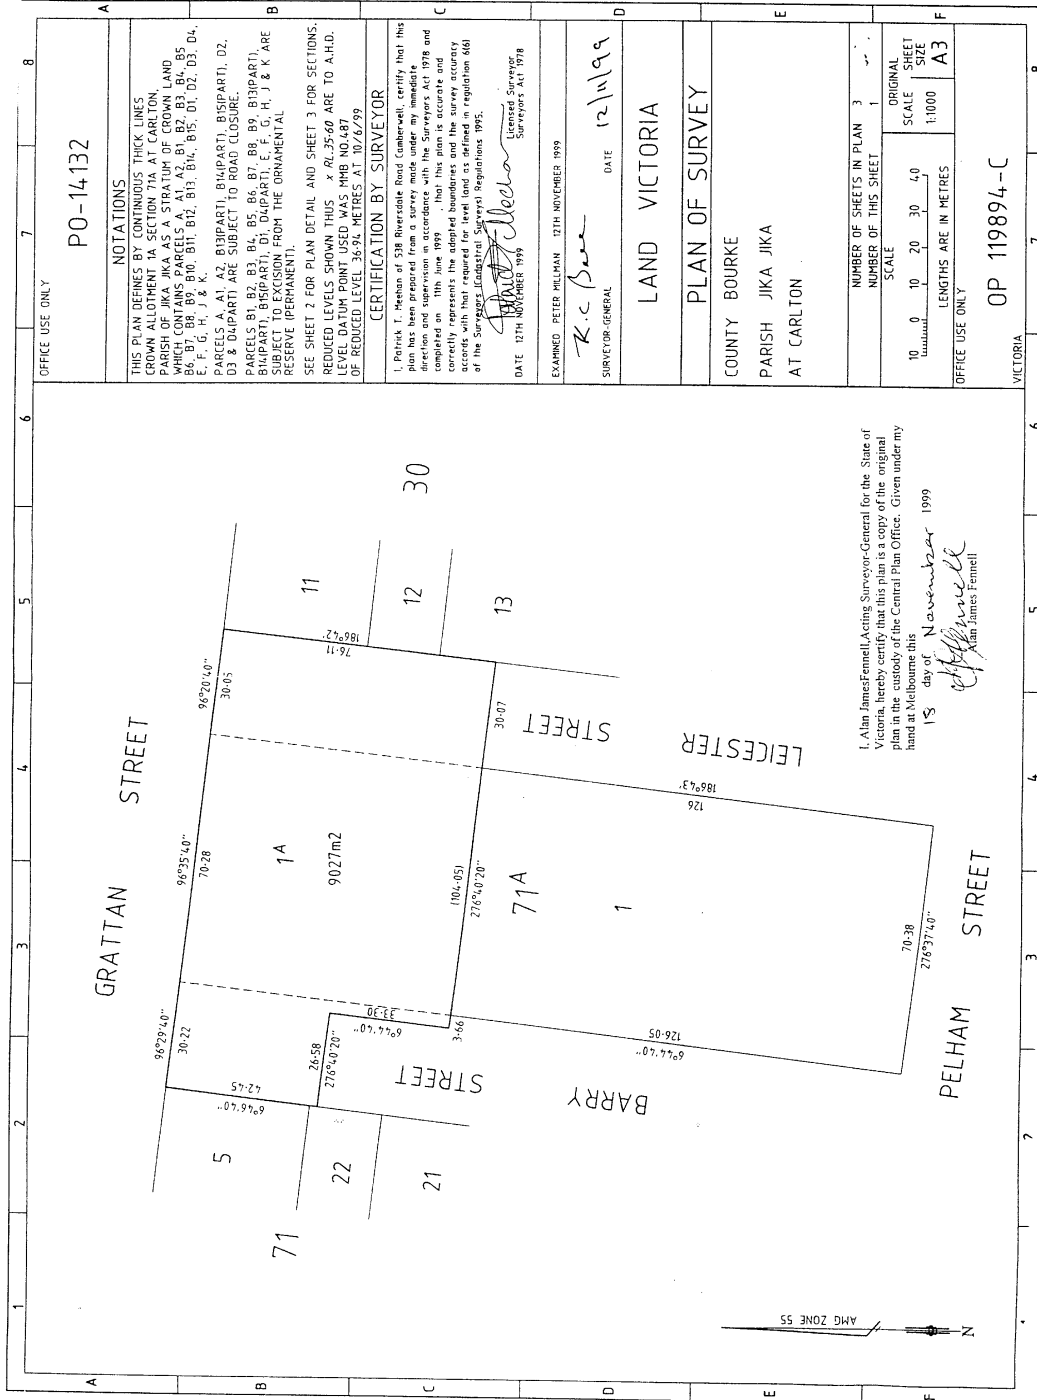 1 2 3 4 5 6 7 8
A
B
C
D
E
F
OFFICE USE ONLY
PO-14132
NOTATIONS
THIS PLAN DEFINES BY CONTINUOUS THICK LINES
CROWN ALLOTMENT 1A SECTION 71A AT CARLTON,
PARISH OF JIKA JIKA AS A STRATUM OF CROWN LAND
WHICH CONTAINS PARCELS A, A1, A2, B1, B2, B3, B4, B5
B6, B7, B8, B9, B10, B11, B12, B13, B14, B15, D1, D2, D3, D4,
E, F, G, H, J & K.
PARCELS A, A1, A2, B13(PART), B14(PART), B15(PART), D2,
D3 & D4(PART) ARE SUBJECT TO ROAD CLOSURE.
PARCELS B1, B2, B3, B4, B5, B6, B7, B8, B9, B13(PART),
B14(PART), B15(PART), D1, D4(PART), E, F, G, H, J & K ARE
SUBJECT TO EXCISION FROM THE ORNAMENTAL
RESERVE (PERMANENT).
SEE SHEET 2 FOR PLAN DETAIL AND SHEET 3 FOR SECTIONS.
REDUCED LEVELS SHOWN THUS x RL.35·60 ARE TO A.H.D.
LEVEL DATUM POINT USED WAS MMB NO.487
OF REDUCED LEVEL 36·94 METRES AT 10/6/99
CERTIFICATION BY SURVEYOR
I, Patrick T. Meehan of 538 Riversdale Road Camberwell, certify that this
plan has been prepared from a survey made under my immediate
direction and supervision in accordance with the Surveyors Act 1978 and
completed on 11th June 1999 , that this plan is accurate and
correctly represents the adopted boundaries and the survey accuracy
accords with that required for level land as defined in regulation 6(6)
of the Surveyors (Cadastral Surveys) Regulations 1995.
Licensed Surveyor
DATE 12TH NOVEMBER 1999 Surveyors Act 1978
EXAMINED PETER MILLMAN 12TH NOVEMBER 1999
SURVEYOR-GENERAL DATE 12/11/99
LAND VICTORIA
PLAN OF SURVEY
COUNTY BOURKE
PARISH JIKA JIKA
AT CARLTON
NUMBER OF SHEETS IN PLAN 3
NUMBER OF THIS SHEET 1
SCALE
10 0 10 20 30 40
LENGTHS ARE IN METRES
ORIGINAL
SCALE SHEET SIZE
1:1000 A3
OFFICE USE ONLY
OP 119894-C
VICTORIA
GRATTAN STREET
96°29'40"
30·22
96°35'40"
70·28
96°20'40"
30·05
5
42·45
6°46'40"
26·58
276°40'20"
22
21
71
33·30
6°44'40"
3·66
1A
9027m2
(104·05)
276°40'20"
30·07
76·11
186°42'
11
12
13
30
71A
1
BARRY STREET
126·05
6°44'40"
LEICESTER STREET
126
186°43'
70·38
276°37'40"
PELHAM STREET
AMG ZONE 55
N
I, Alan James Fennell, Acting Surveyor-General for the State of
Victoria, hereby certify that this plan is a copy of the original
plan in the custody of the Central Plan Office. Given under my
hand at Melbourne this
18 day of November 1999
Alan James Fennell
A
B
C
D
E
F
2 3 4 5 6 7 8